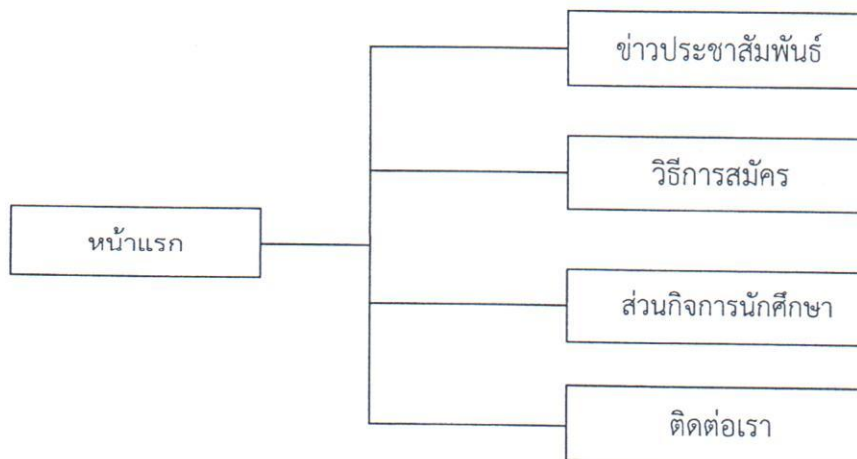 ข่าวประชาสัมพันธ์
วิธีการสมัคร
หน้าแรก
ส่วนกิจการนักศึกษา
ติดต่อเรา